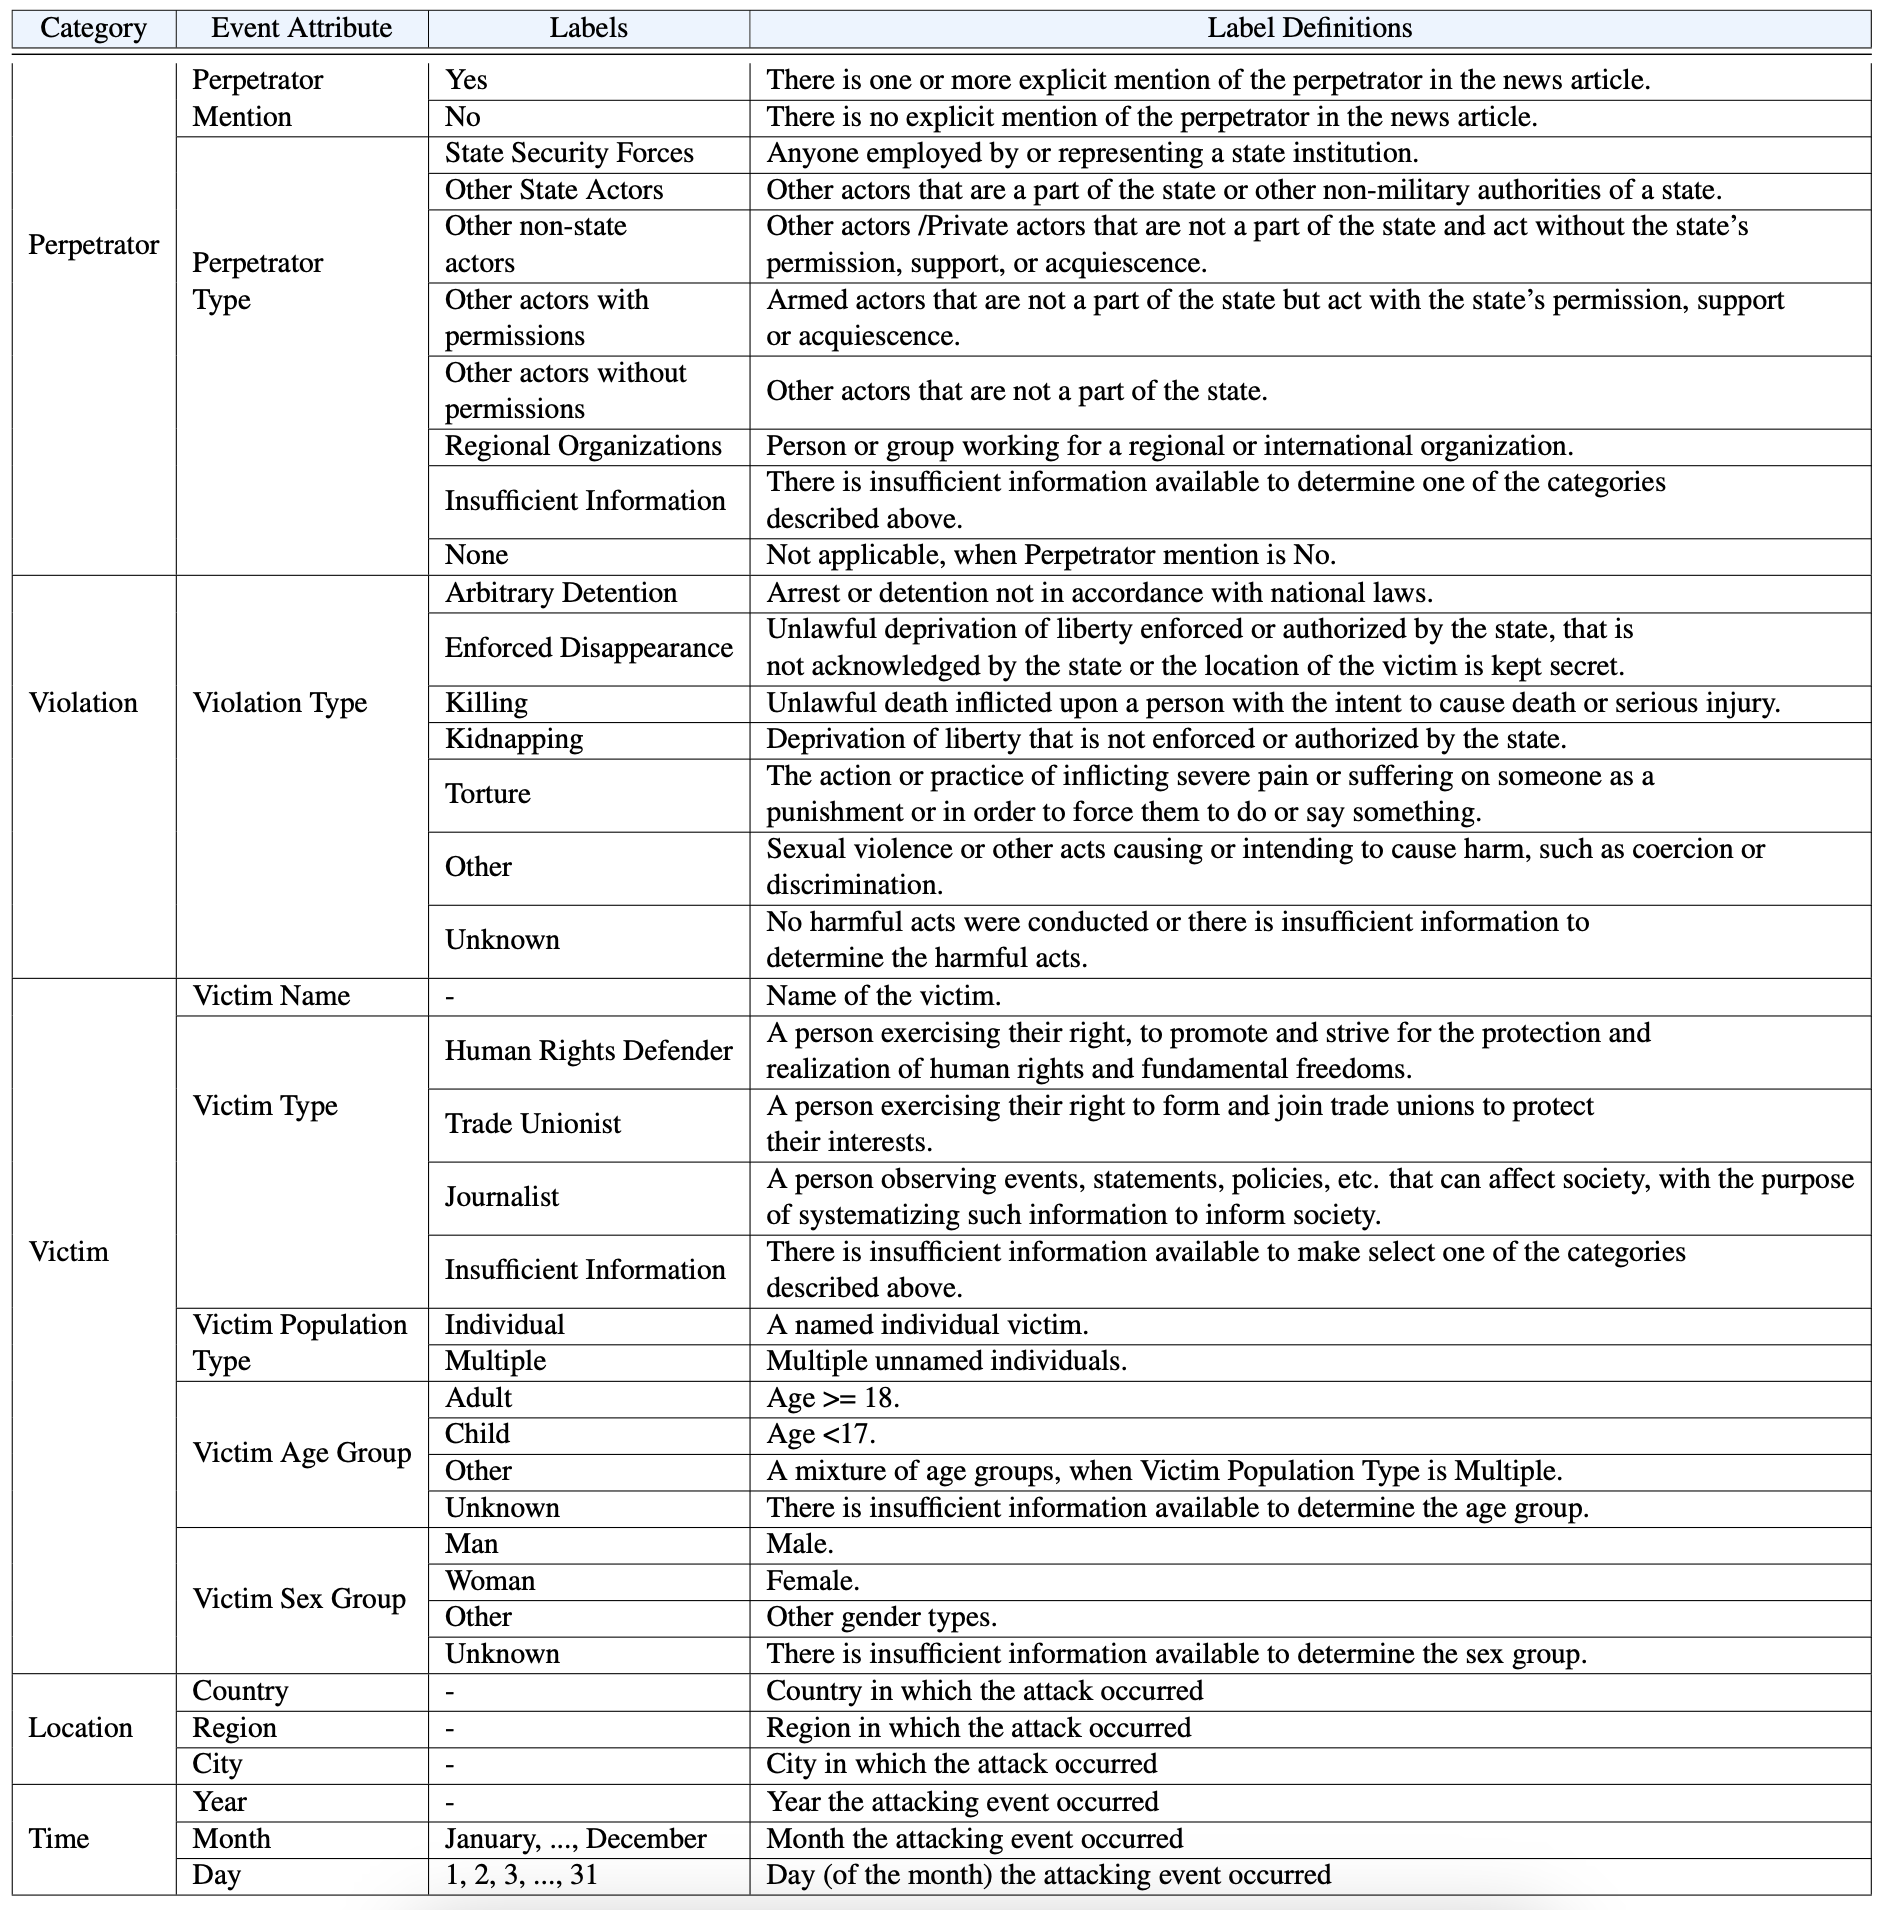 Category Event Attribute Labels Label Definitions
Perpetrator
Perpetrator
Mention
Yes
There is one or more explicit mention of the perpetrator in the news article.
No
There is no explicit mention of the perpetrator in the news article.
Perpetrator
Type
State Security Forces
Anyone employed by or representing a state institution.
Other State Actors
Other actors that are a part of the state or other non-military authorities of a state.
Other non-state
actors
Other actors /Private actors that are not a part of the state and act without the state’s
permission, support, or acquiescence.
Other actors with
permissions
Armed actors that are not a part of the state but act with the state’s permission, support
or acquiescence.
Other actors without
permissions
Other actors that are not a part of the state.
Regional Organizations
Person or group working for a regional or international organization.
Insufficient Information
There is insufficient information available to determine one of the categories
described above.
None
Not applicable, when Perpetrator mention is No.
Violation
Violation Type
Arbitrary Detention
Arrest or detention not in accordance with national laws.
Enforced Disappearance
Unlawful deprivation of liberty enforced or authorized by the state, that is
not acknowledged by the state or the location of the victim is kept secret.
Killing
Unlawful death inflicted upon a person with the intent to cause death or serious injury.
Kidnapping
Deprivation of liberty that is not enforced or authorized by the state.
Torture
The action or practice of inflicting severe pain or suffering on someone as a
punishment or in order to force them to do or say something.
Other
Sexual violence or other acts causing or intending to cause harm, such as coercion or
discrimination.
Unknown
No harmful acts were conducted or there is insufficient information to
determine the harmful acts.
Victim
Victim Name
-
Name of the victim.
Victim Type
Human Rights Defender
A person exercising their right, to promote and strive for the protection and
realization of human rights and fundamental freedoms.
Trade Unionist
A person exercising their right to form and join trade unions to protect
their interests.
Journalist
A person observing events, statements, policies, etc. that can affect society, with the purpose
of systematizing such information to inform society.
Insufficient Information
There is insufficient information available to make select one of the categories
described above.
Victim Population
Type
Individual
A named individual victim.
Multiple
Multiple unnamed individuals.
Victim Age Group
Adult
Age >= 18.
Child
Age <17.
Other
A mixture of age groups, when Victim Population Type is Multiple.
Unknown
There is insufficient information available to determine the age group.
Victim Sex Group
Man
Male.
Woman
Female.
Other
Other gender types.
Unknown
There is insufficient information available to determine the sex group.
Location
Country
-
Country in which the attack occurred
Region
-
Region in which the attack occurred
City
-
City in which the attack occurred
Time
Year
-
Year the attacking event occurred
Month
January, ..., December
Month the attacking event occurred
Day
1, 2, 3, ..., 31
Day (of the month) the attacking event occurred